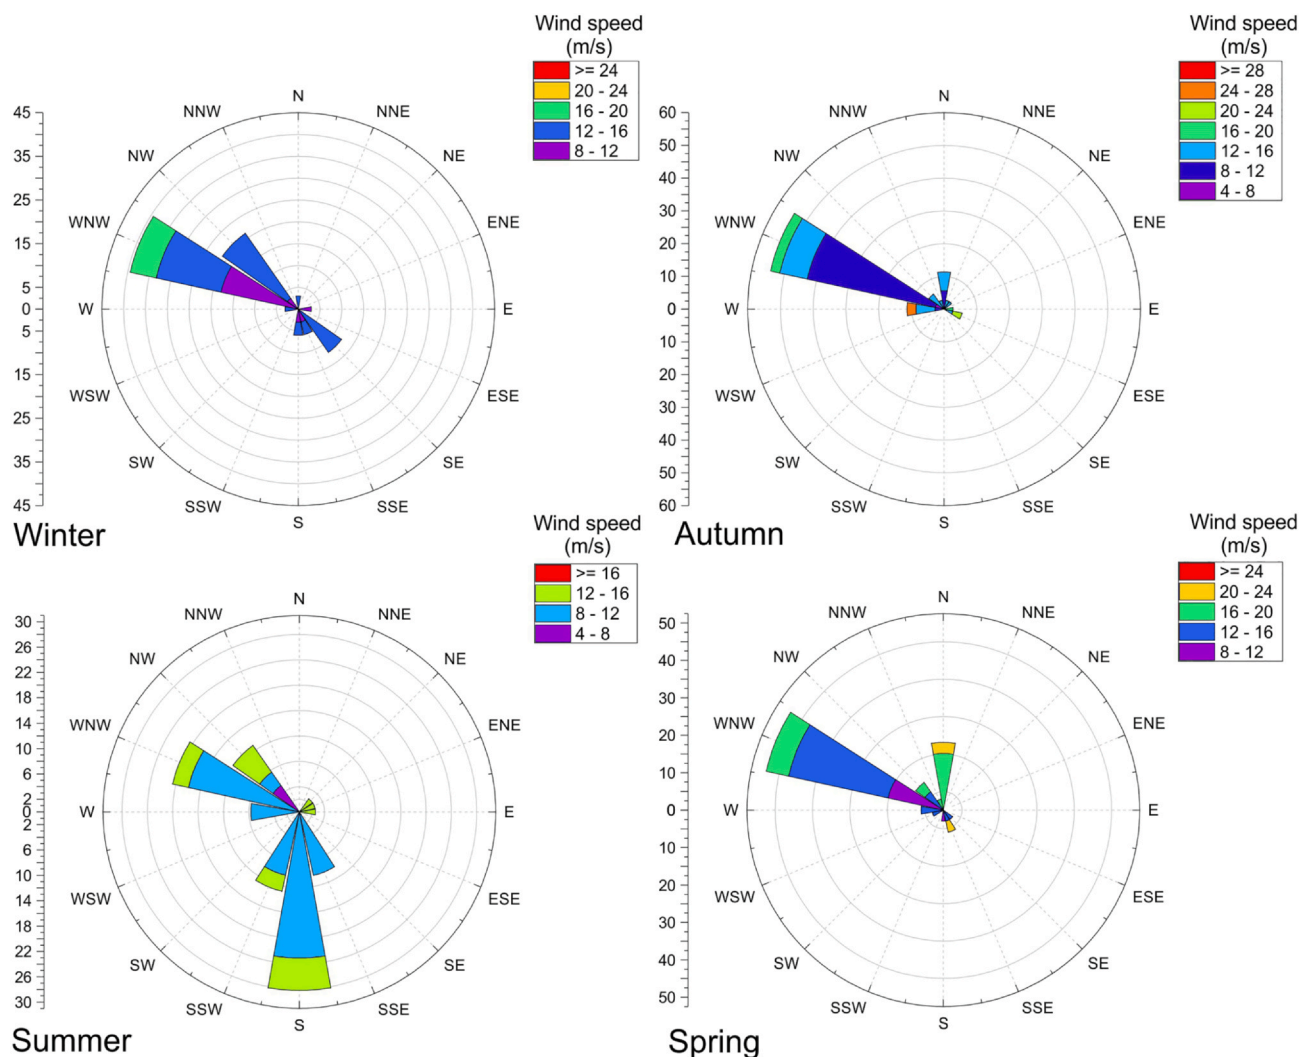 Wind speed
(m/s)
>= 24
20 - 24
16 - 20
12 - 16
8 - 12
45
35
25
15
5
0
5
15
25
35
45
N
NNE
NE
ENE
E
ESE
SE
SSE
S
SSW
SW
WSW
W
WNW
NW
NNW
Winter
Wind speed
(m/s)
>= 28
24 - 28
20 - 24
16 - 20
12 - 16
8 - 12
4 - 8
60
50
40
30
20
10
0
10
20
30
40
50
60
N
NNE
NE
ENE
E
ESE
SE
SSE
S
SSW
SW
WSW
W
WNW
NW
NNW
Autumn
Wind speed
(m/s)
>= 16
12 - 16
8 - 12
4 - 8
30
26
22
18
14
10
6
2
0
2
6
10
14
18
22
26
30
N
NNE
NE
ENE
E
ESE
SE
SSE
S
SSW
SW
WSW
W
WNW
NW
NNW
Summer
Wind speed
(m/s)
>= 24
20 - 24
16 - 20
12 - 16
8 - 12
50
40
30
20
10
0
10
20
30
40
50
N
NNE
NE
ENE
E
ESE
SE
SSE
S
SSW
SW
WSW
W
WNW
NW
NNW
Spring